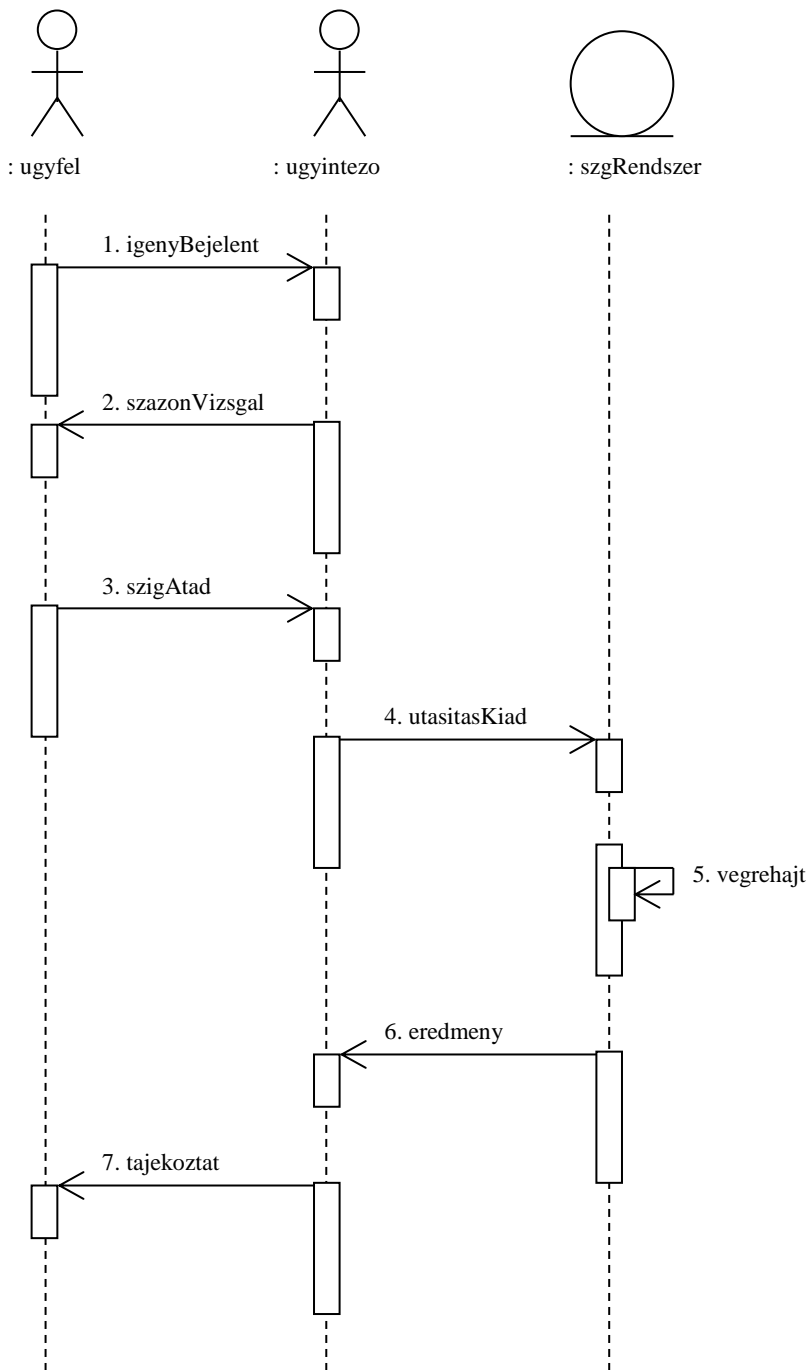 : ugyfel
: ugyintezo
: szgRendszer
1. igenyBejelent
2. szazonVizsgal
3. szigAtad
4. utasitasKiad
5. vegrehajt
6. eredmeny
7. tajekoztat